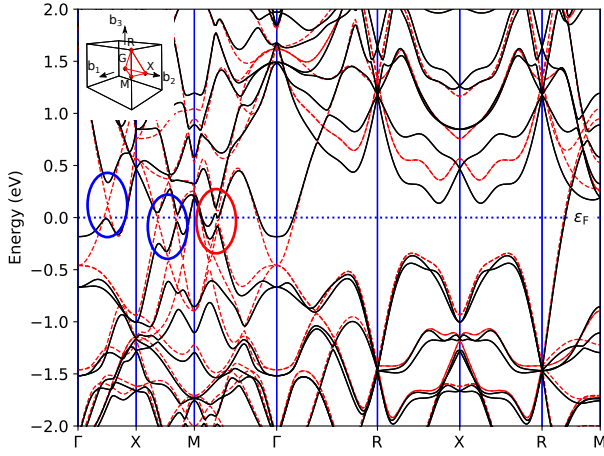 2.0
1.5
1.0
0.5
0.0
−0.5
−1.0
−1.5
−2.0
Energy (eV)
b3
R
G
X
b1
b2
M
εF
Γ X M Γ R X R M